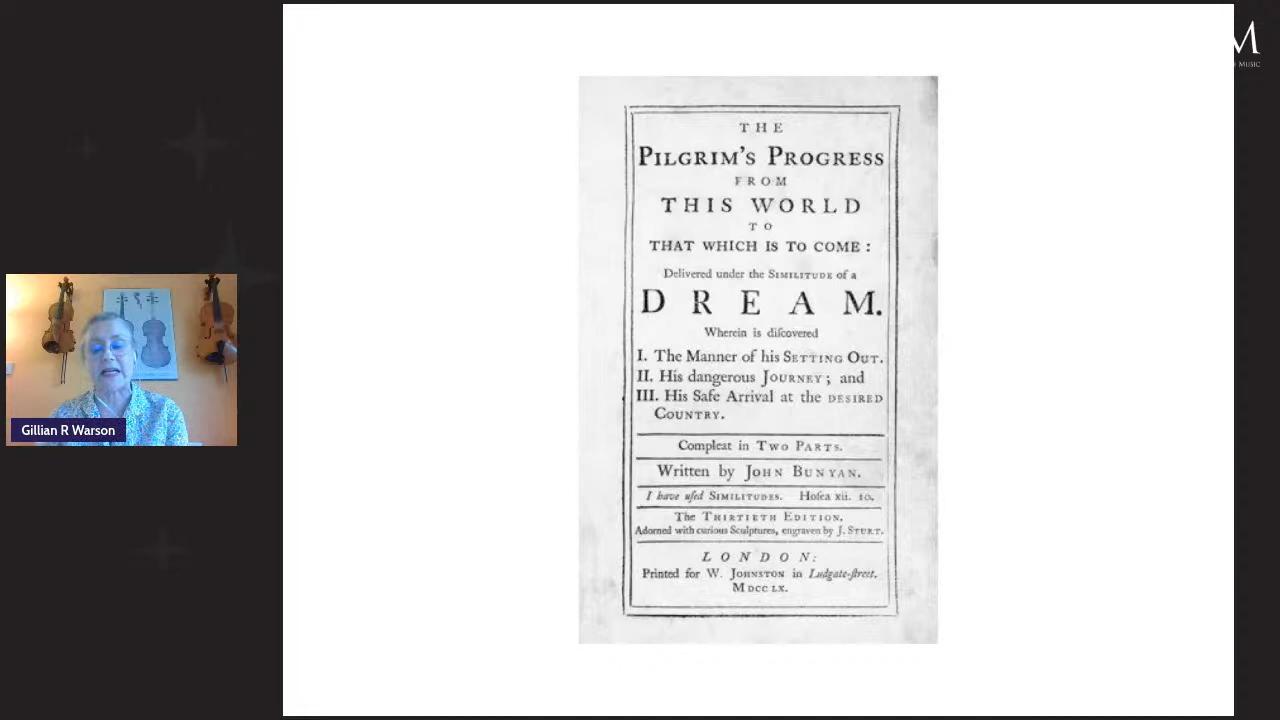 THE
PILGRIM'S PROGRESS
FROM
THIS WORLD
TO
THAT WHICH IS TO COME:
Delivered under the SIMILITUDE of a
DREAM.
Wherein is diſcovered
I. The Manner of his SETTING OUT.
II. His dangerous JOURNEY; and
III. His Safe Arrival at the DESIRED
COUNTRY.
Compleat in TWO PARTS.
Written by JOHN BUNYAN.
I have uſed SIMILITUDES. Hoſea xii. 10.
The THIRTIETH EDITION.
Adorned with curious Sculptures, engraven by J. STURT.
LONDON:
Printed for W. JOHNSTON in Ludgate-ſtreet.
MDCCLX.
Gillian R Warson
M
MUSIC